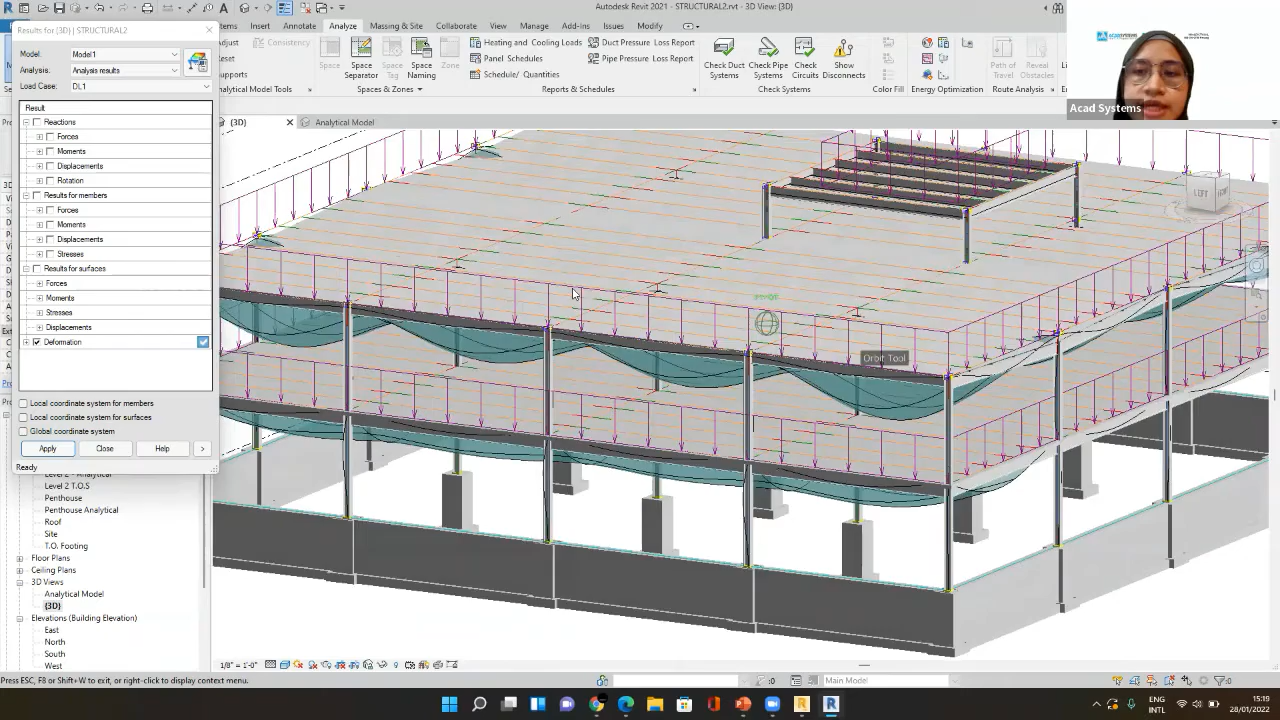 Autodesk Revit 2021 - STRUCTURAL2.rvt - 3D View: {3D}
Insert
Annotate
Analyze
Massing & Site
Collaborate
View
Manage
Add-ins
Issues
Modify
Results for {3D} | STRUCTURAL2
Model:
Model1
Analysis:
Analysis results
Load Case:
DL1
Adjust
Consistency
Supports
Analytical Model Tools
Space
Space Separator
Space Tag
Space Naming
Zone
Spaces & Zones
Heating and Cooling Loads
Panel Schedules
Schedule/ Quantities
Duct Pressure Loss Report
Pipe Pressure Loss Report
Reports & Schedules
Check Duct Systems
Check Pipe Systems
Check Circuits
Show Disconnects
Check Systems
Color Fill
Energy Optimization
Path of Travel
Reveal Obstacles
Route Analysis
Acad Systems
{3D}
Analytical Model
Result
Reactions
Forces
Moments
Displacements
Rotation
Results for members
Forces
Moments
Displacements
Stresses
Results for surfaces
Forces
Moments
Stresses
Displacements
Deformation
Local coordinate system for members
Local coordinate system for surfaces
Global coordinate system
Apply
Close
Help
>
Ready
LEFT
PIVOT
Orbit Tool
Level 2 - Analytical
Level 2 T.O.S
Penthouse
Penthouse Analytical
Roof
Site
T.O. Footing
Floor Plans
Ceiling Plans
3D Views
Analytical Model
{3D}
Elevations (Building Elevation)
East
North
South
West
1/8" = 1'-0"
Press ESC, F8 or Shift+W to exit, or right-click to display context menu.
:0
Main Model
:0
ENG
INTL
15:19
28/01/2022